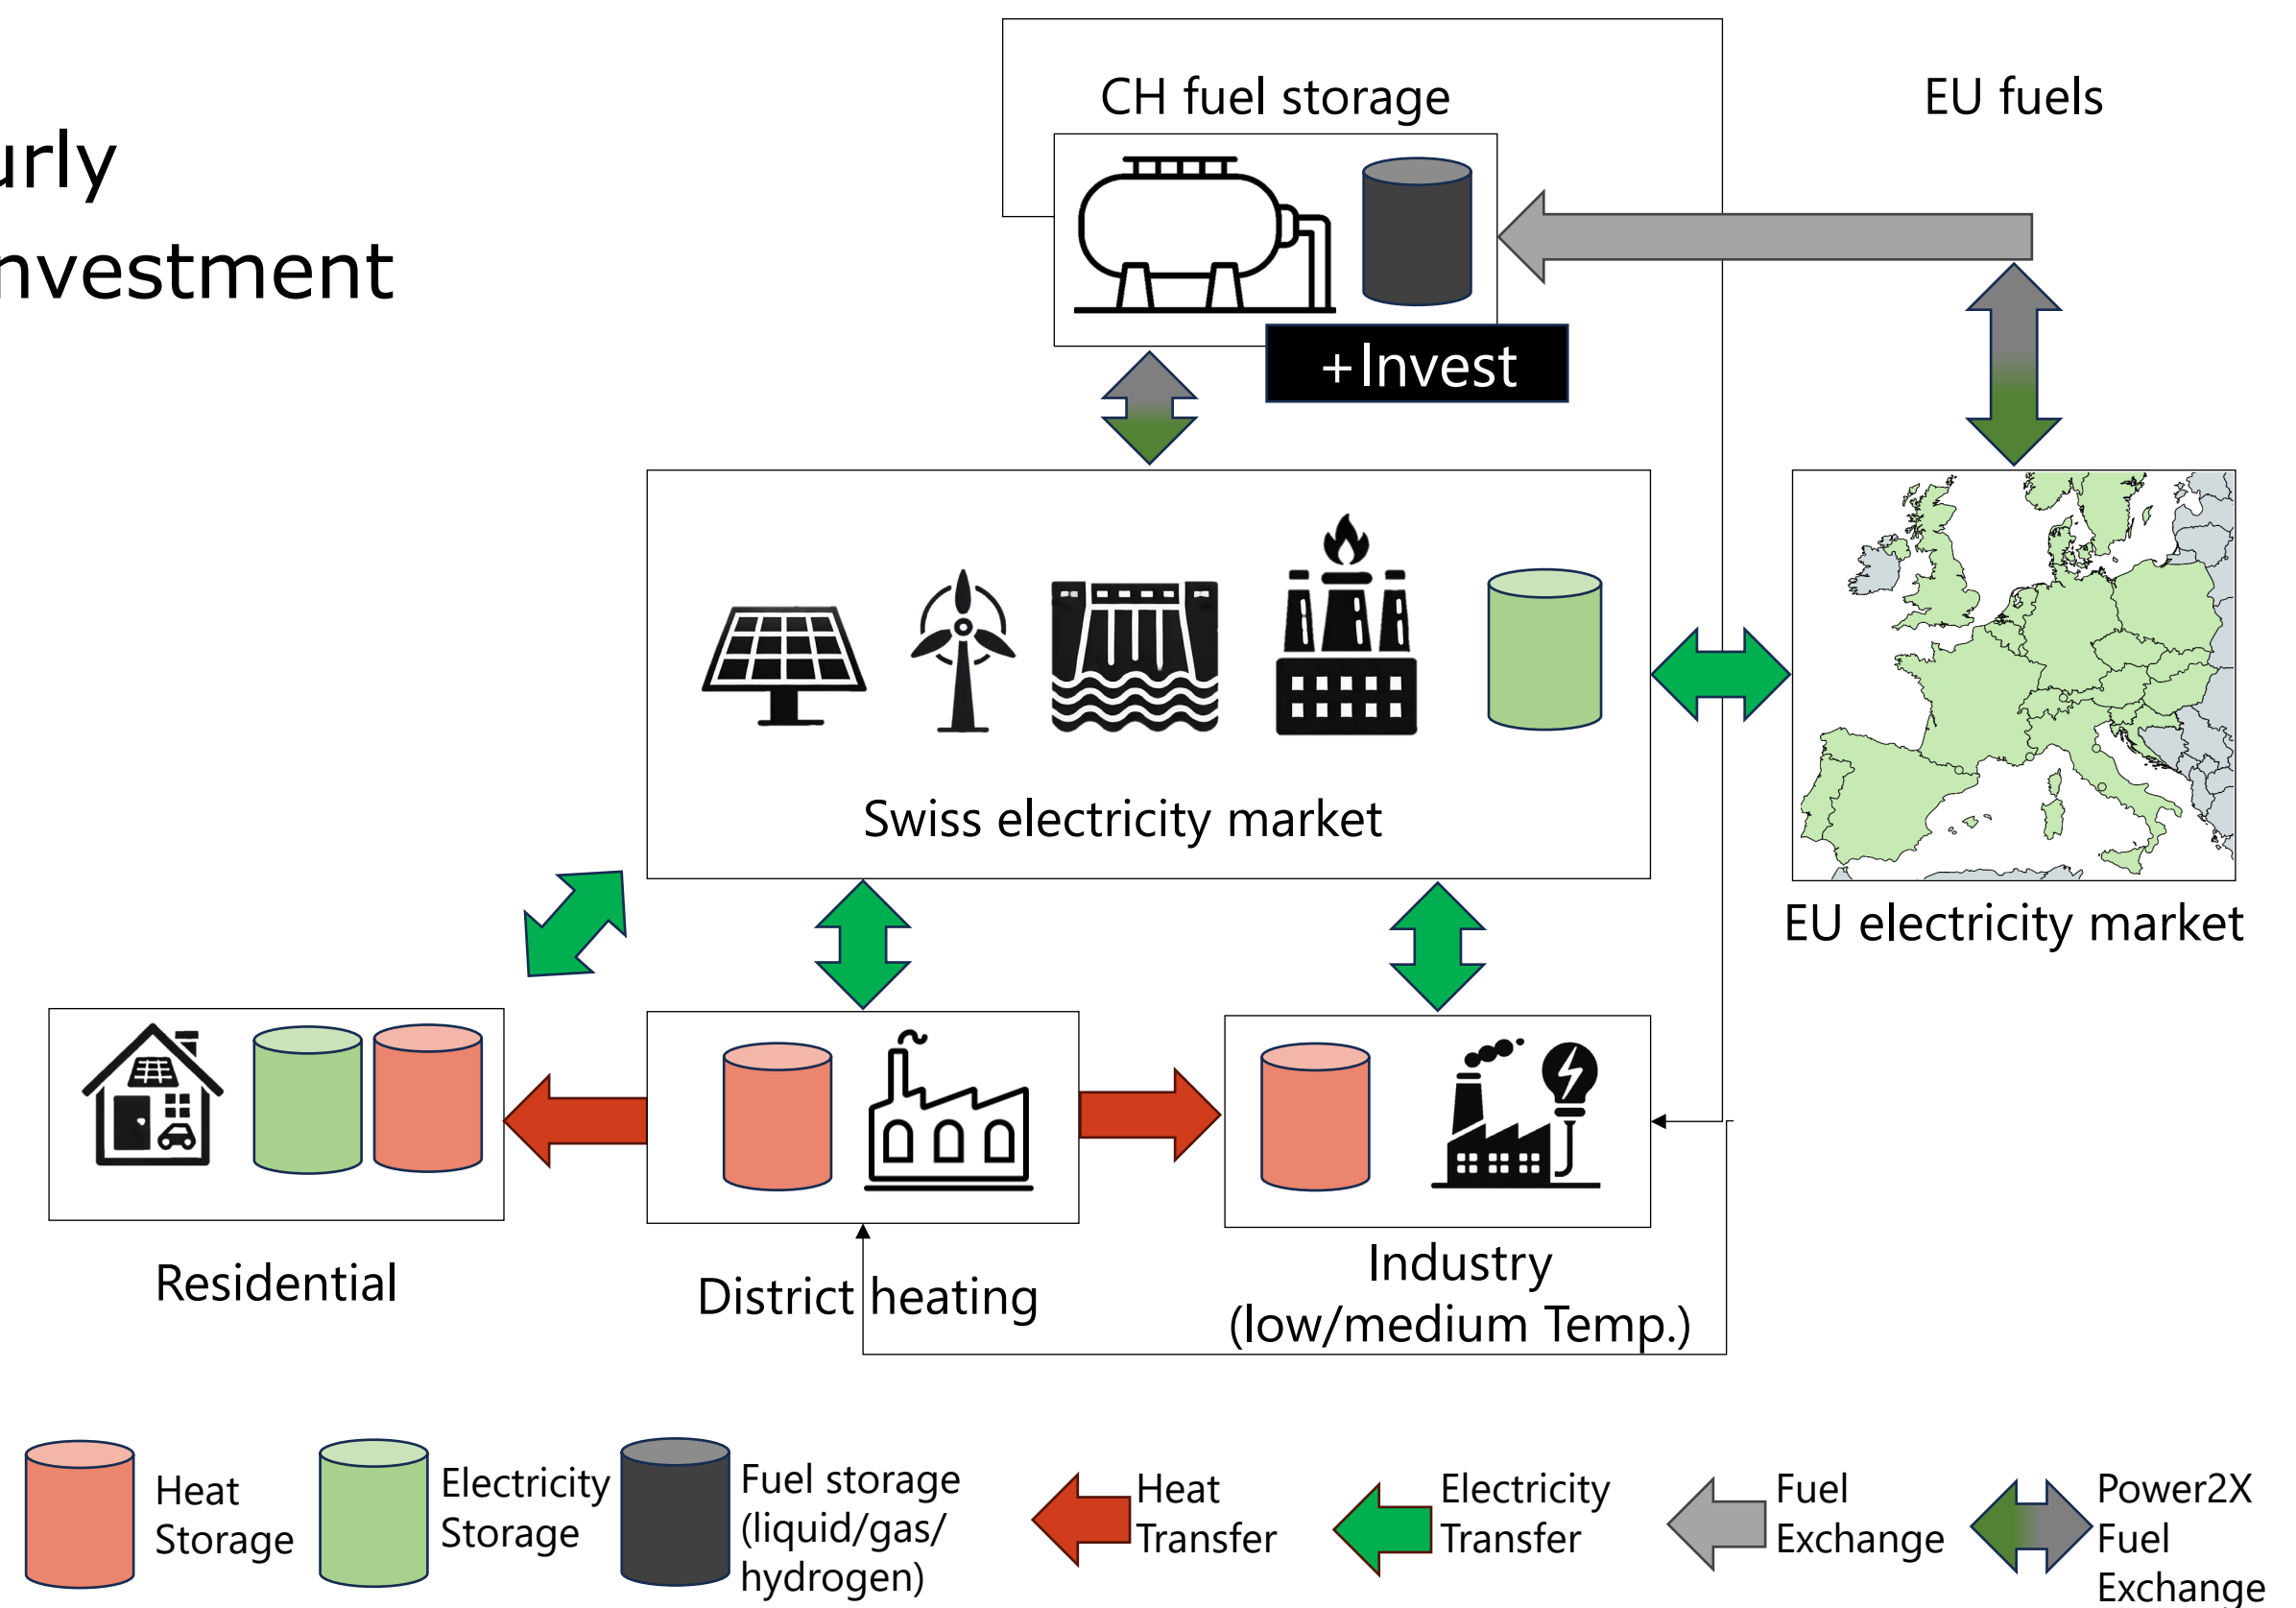 CH fuel storage
EU fuels
urly
nvestment
+Invest
Swiss electricity market
EU electricity market
Residential
District heating
Industry
(low/medium Temp.)
Heat
Storage
Electricity
Storage
Fuel storage
(liquid/gas/
hydrogen)
Heat
Transfer
Electricity
Transfer
Fuel
Exchange
Power2X
Fuel
Exchange